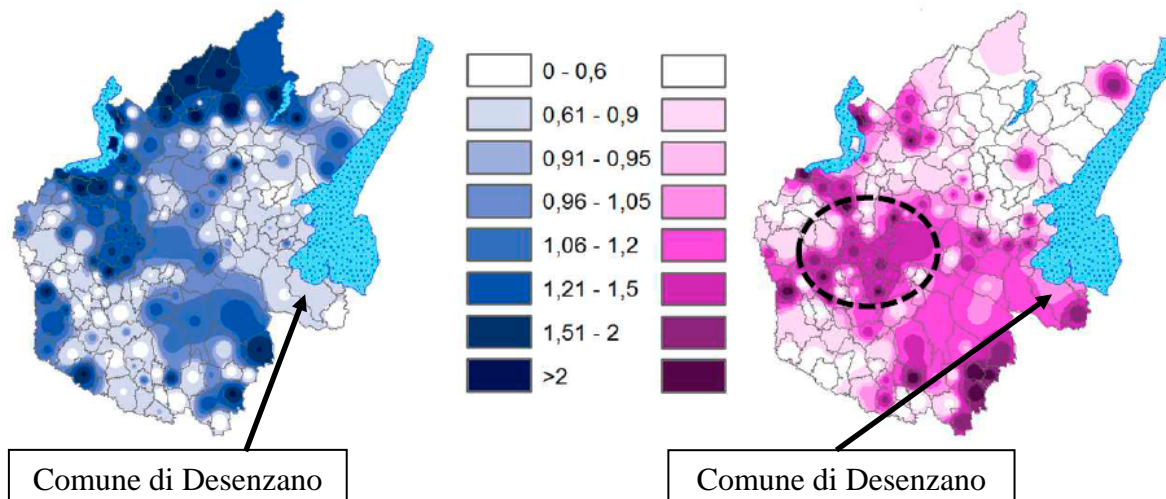 0 - 0,6
0,61 - 0,9
0,91 - 0,95
0,96 - 1,05
1,06 - 1,2
1,21 - 1,5
1,51 - 2
>2
Comune di Desenzano
Comune di Desenzano